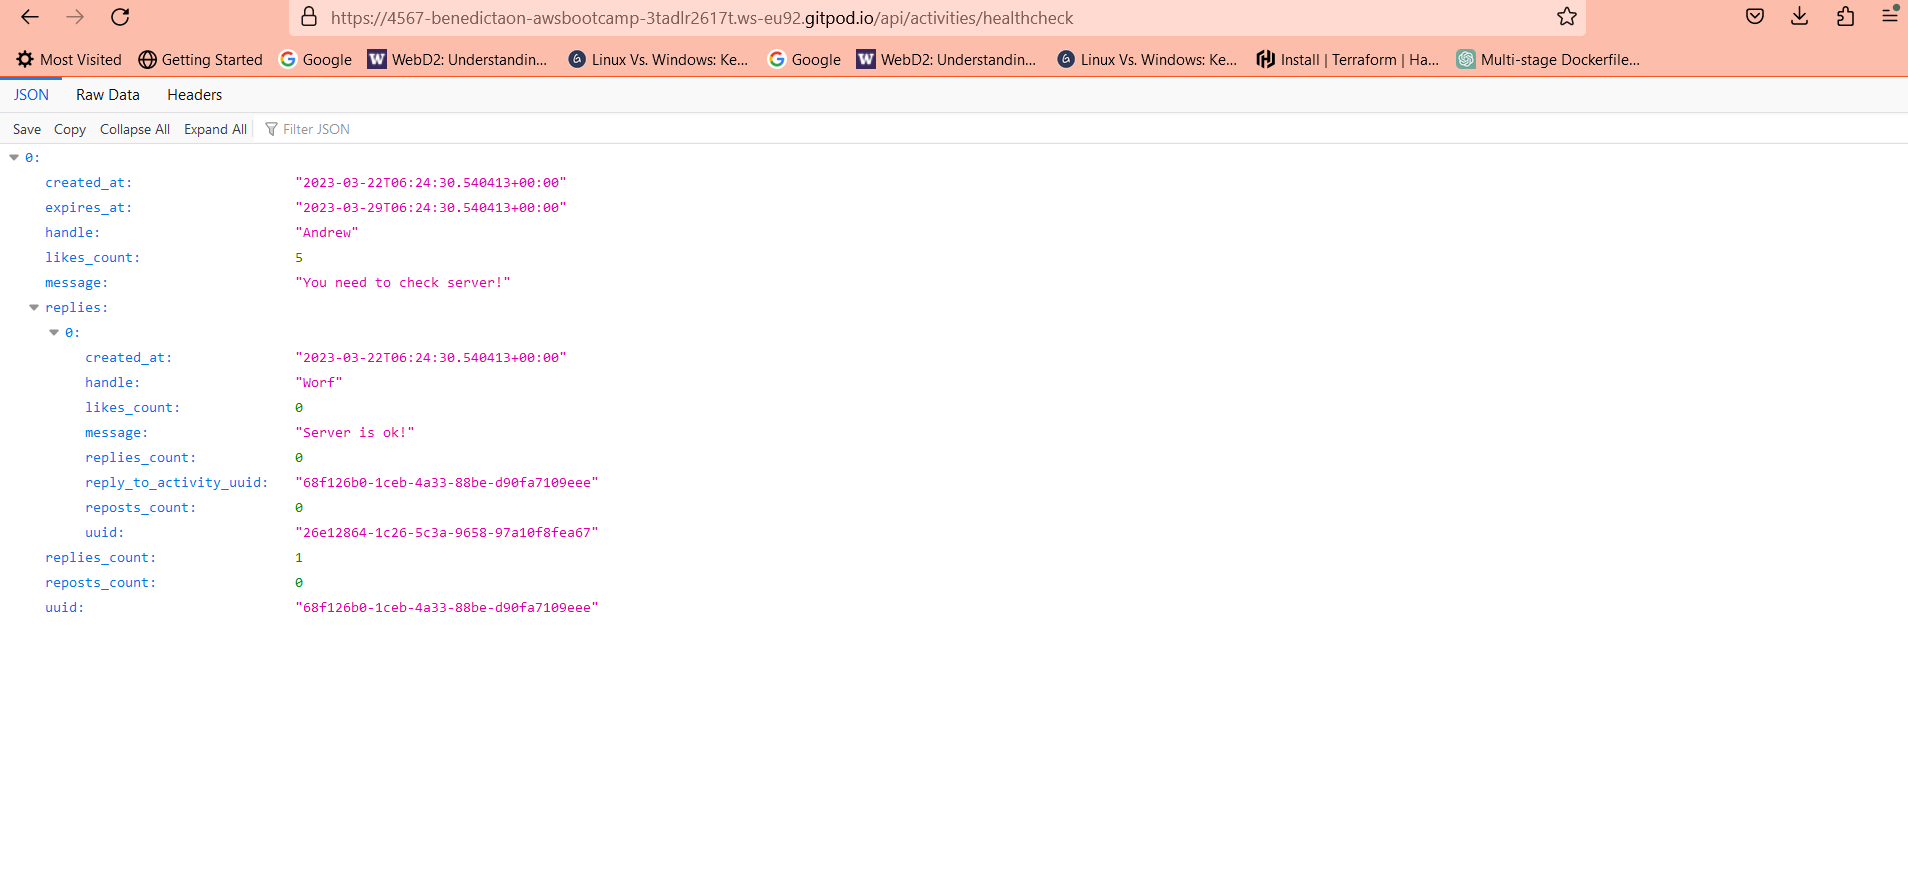 https://4567-benedictaon-awsbootcamp-3tadlr2617t.ws-eu92.gitpod.io/api/activities/healthcheck
Most Visited Getting Started Google WebD2: Understandin... Linux Vs. Windows: Ke... Google WebD2: Understandin... Linux Vs. Windows: Ke... Install | Terraform | Ha... Multi-stage Dockerfile...
JSON Raw Data Headers
Save Copy Collapse All Expand All Filter JSON
0:
created_at: "2023-03-22T06:24:30.540413+00:00"
expires_at: "2023-03-29T06:24:30.540413+00:00"
handle: "Andrew"
likes_count: 5
message: "You need to check server!"
replies:
0:
created_at: "2023-03-22T06:24:30.540413+00:00"
handle: "Worf"
likes_count: 0
message: "Server is ok!"
replies_count: 0
reply_to_activity_uuid: "68f126b0-1ceb-4a33-88be-d90fa7109eee"
reposts_count: 0
uuid: "26e12864-1c26-5c3a-9658-97a10f8fea67"
replies_count: 1
reposts_count: 0
uuid: "68f126b0-1ceb-4a33-88be-d90fa7109eee"